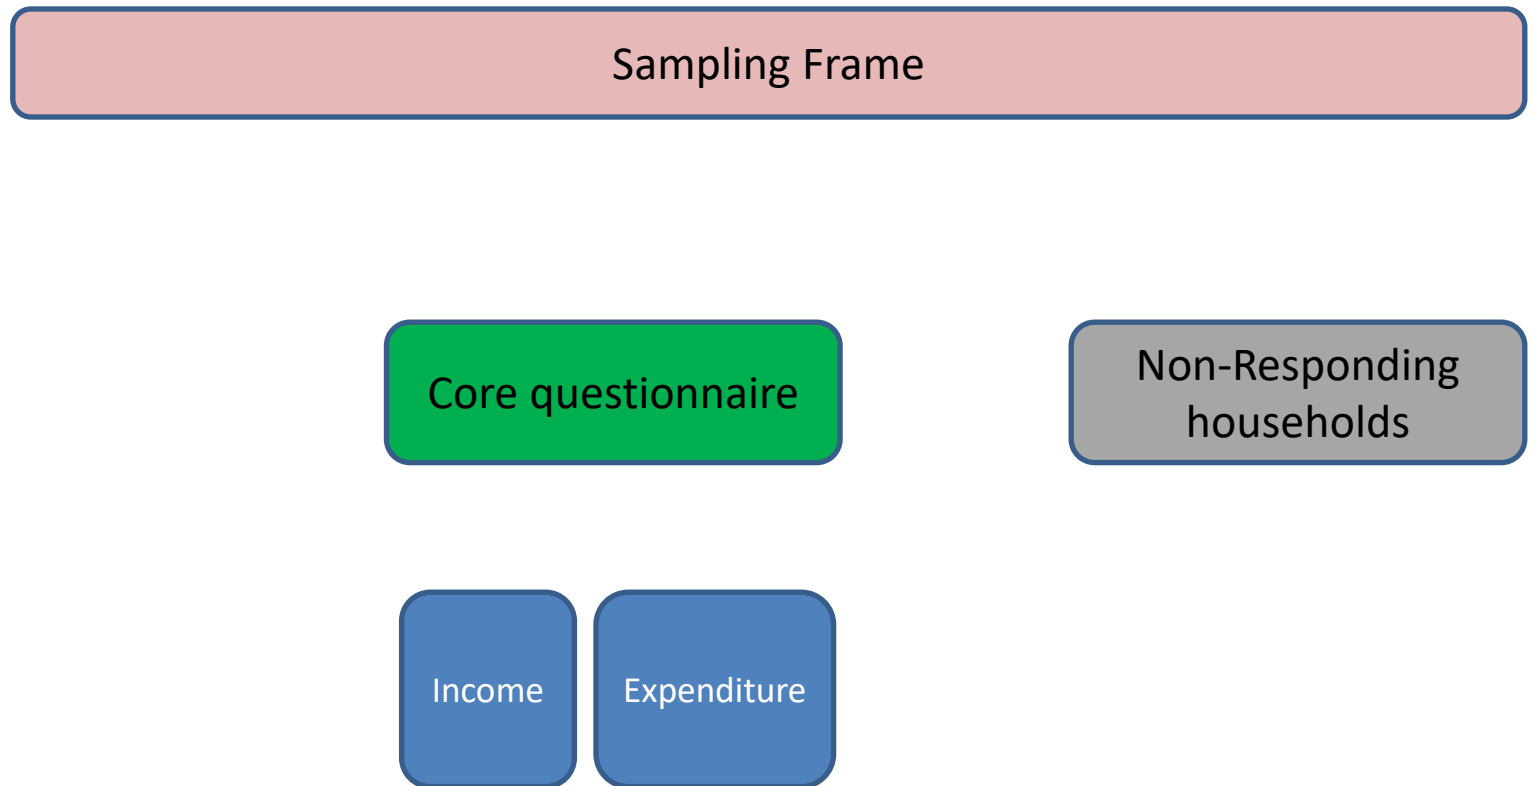 Sampling Frame
Core questionnaire
Non-Responding
households
Income
Expenditure